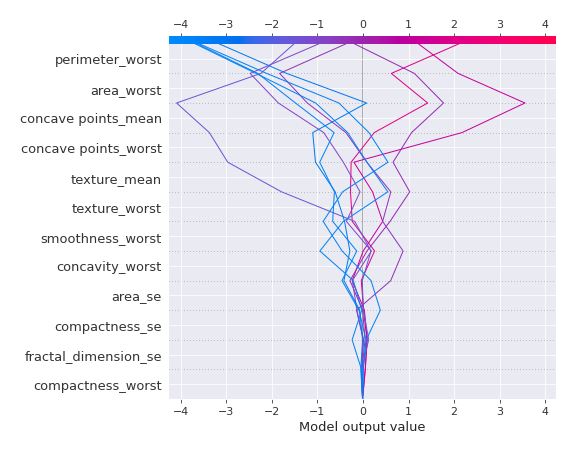 −4 −3 −2 −1 0 1 2 3 4
perimeter_worst
area_worst
concave points_mean
concave points_worst
texture_mean
texture_worst
smoothness_worst
concavity_worst
area_se
compactness_se
fractal_dimension_se
compactness_worst
−4 −3 −2 −1 0 1 2 3 4
Model output value